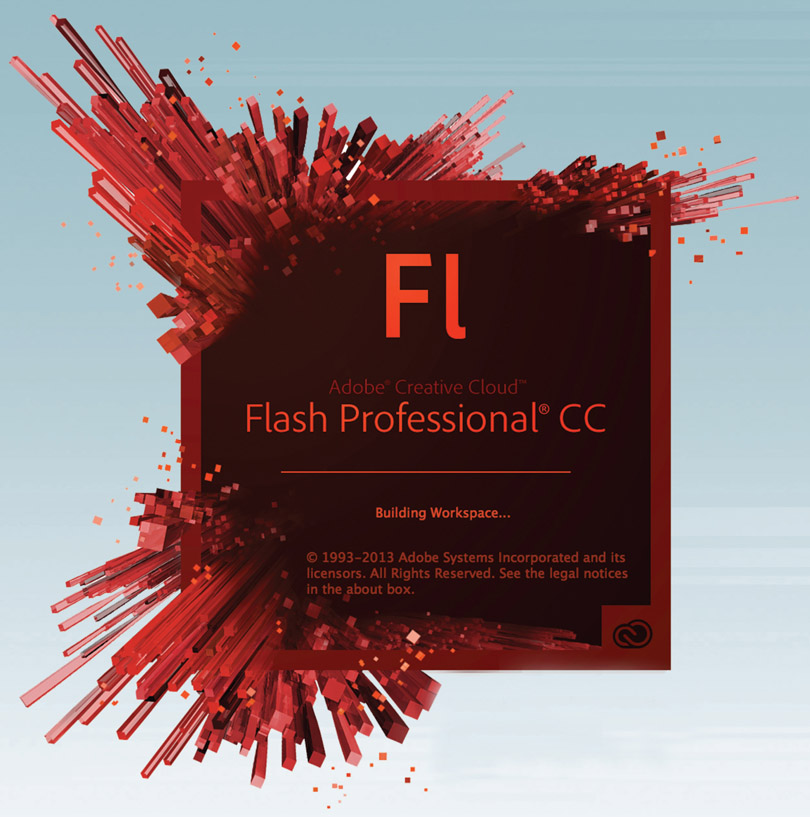 Fl
Adobe® Creative Cloud™
Flash Professional® CC
Building Workspace...
© 1993–2013 Adobe Systems Incorporated and its
licensors. All Rights Reserved. See the legal notices
in the about box.